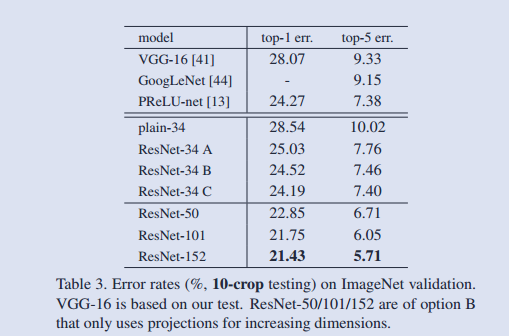 model top-1 err. top-5 err.
VGG-16 [41] 28.07 9.33
GoogLeNet [44] - 9.15
PReLU-net [13] 24.27 7.38
plain-34 28.54 10.02
ResNet-34 A 25.03 7.76
ResNet-34 B 24.52 7.46
ResNet-34 C 24.19 7.40
ResNet-50 22.85 6.71
ResNet-101 21.75 6.05
ResNet-152 21.43 5.71
Table 3. Error rates (%, 10-crop testing) on ImageNet validation.
VGG-16 is based on our test. ResNet-50/101/152 are of option B
that only uses projections for increasing dimensions.